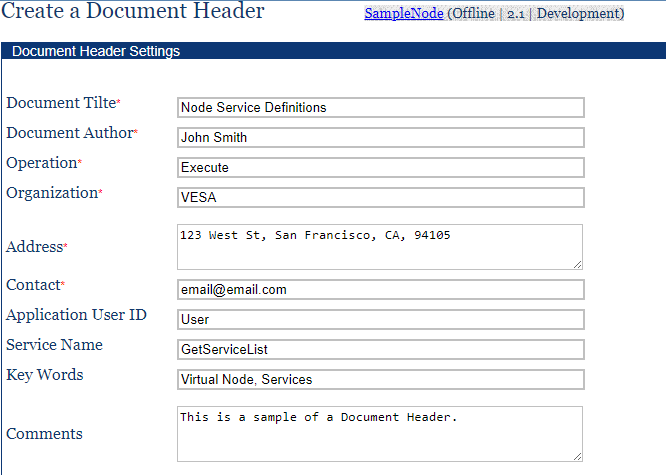 Create a Document Header
SampleNode (Offline | 2.1 | Development)
Document Header Settings
Document Tilte* Node Service Definitions
Document Author* John Smith
Operation* Execute
Organization* VESA
Address* 123 West St, San Francisco, CA, 94105
Contact* email@email.com
Application User ID User
Service Name GetServiceList
Key Words Virtual Node, Services
Comments This is a sample of a Document Header.